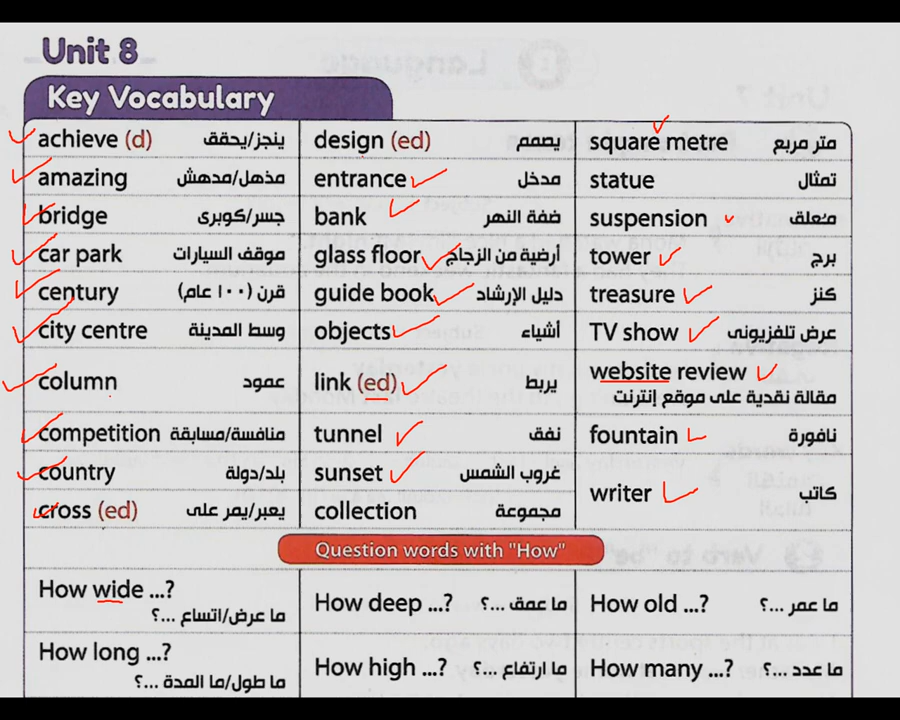 Unit 8
Key Vocabulary
achieve (d) ينجز/يحقق
amazing مذهل/مدهش
bridge جسر/كوبرى
car park موقف السيارات
century قرن (١٠٠ عام)
city centre وسط المدينة
column عمود
competition منافسة/مسابقة
country بلد/دولة
cross (ed) يعبر/يمر على
design (ed) يصمم
entrance مدخل
bank ضفة النهر
glass floor أرضية من الزجاج
guide book دليل الإرشاد
objects أشياء
link (ed) يربط
tunnel نفق
sunset غروب الشمس
collection مجموعة
square metre متر مربع
statue تمثال
suspension معلق
tower برج
treasure كنز
TV show عرض تلفزيونى
website review
مقالة نقدية على موقع إنترنت
fountain نافورة
writer كاتب
Question words with "How"
How wide ...?
ما عرض/اتساع ...؟
How deep ...? ما عمق ...؟
How old ...? ما عمر ...؟
How long ...?
ما طول/ما المدة ...؟
How high ...? ما ارتفاع ...؟
How many ...? ما عدد ...؟